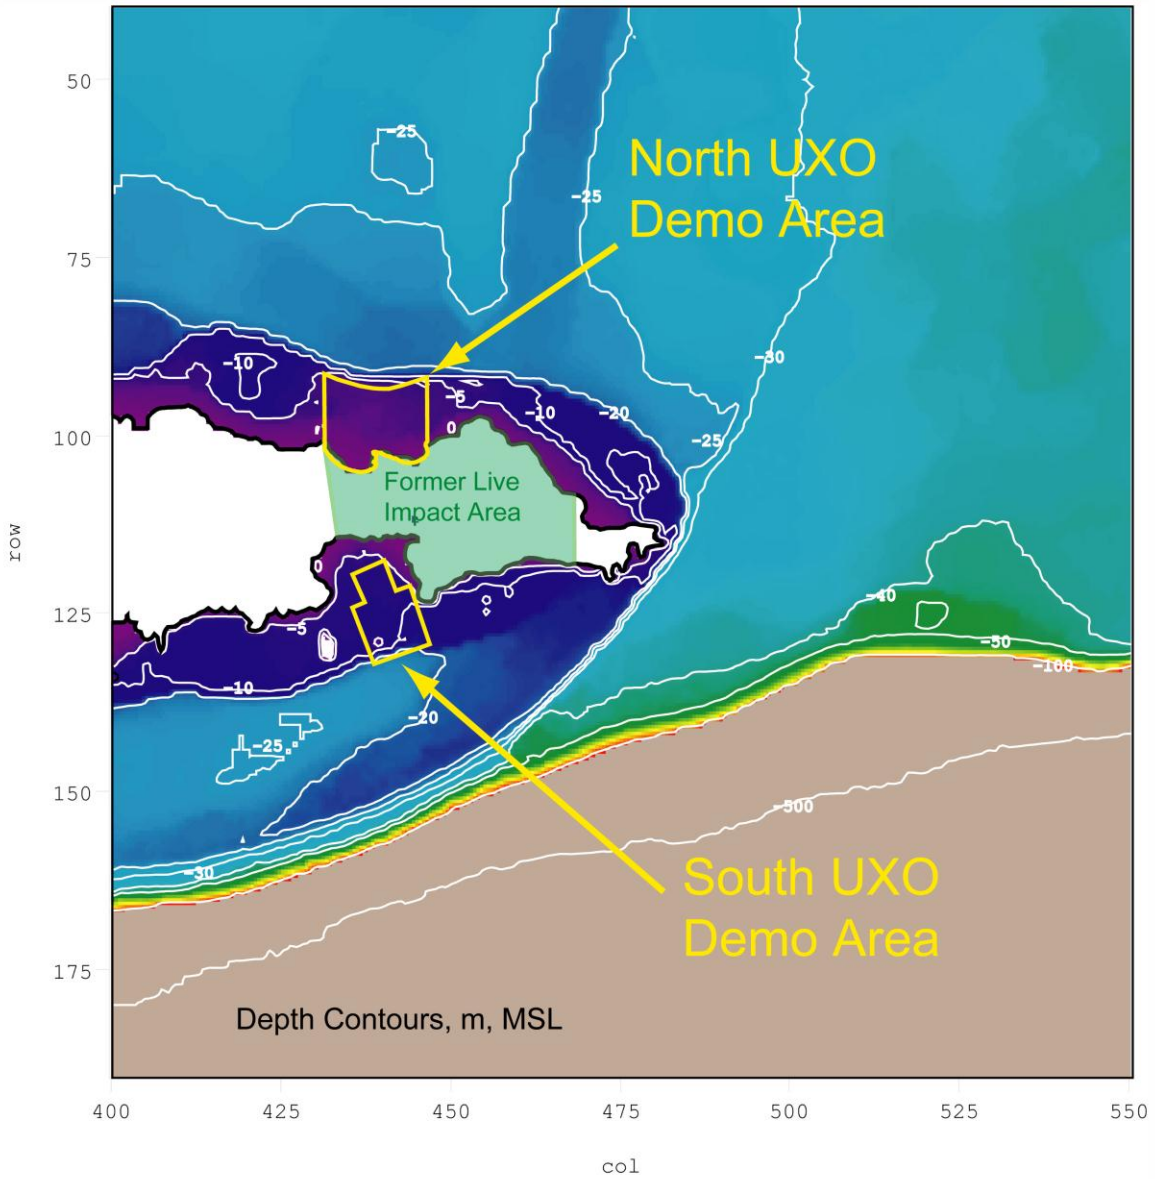 50
-25
North UXO
-25
Demo Area
75
-30
-10
-5
-10
-20
0
100
-25
Former Live
Impact Area
0
-40
125
-5
-50
-100
-10
-20
-25
150
-500
-30
South UXO
Demo Area
175
Depth Contours, m, MSL
400 425 450 475 500 525 550
col
row